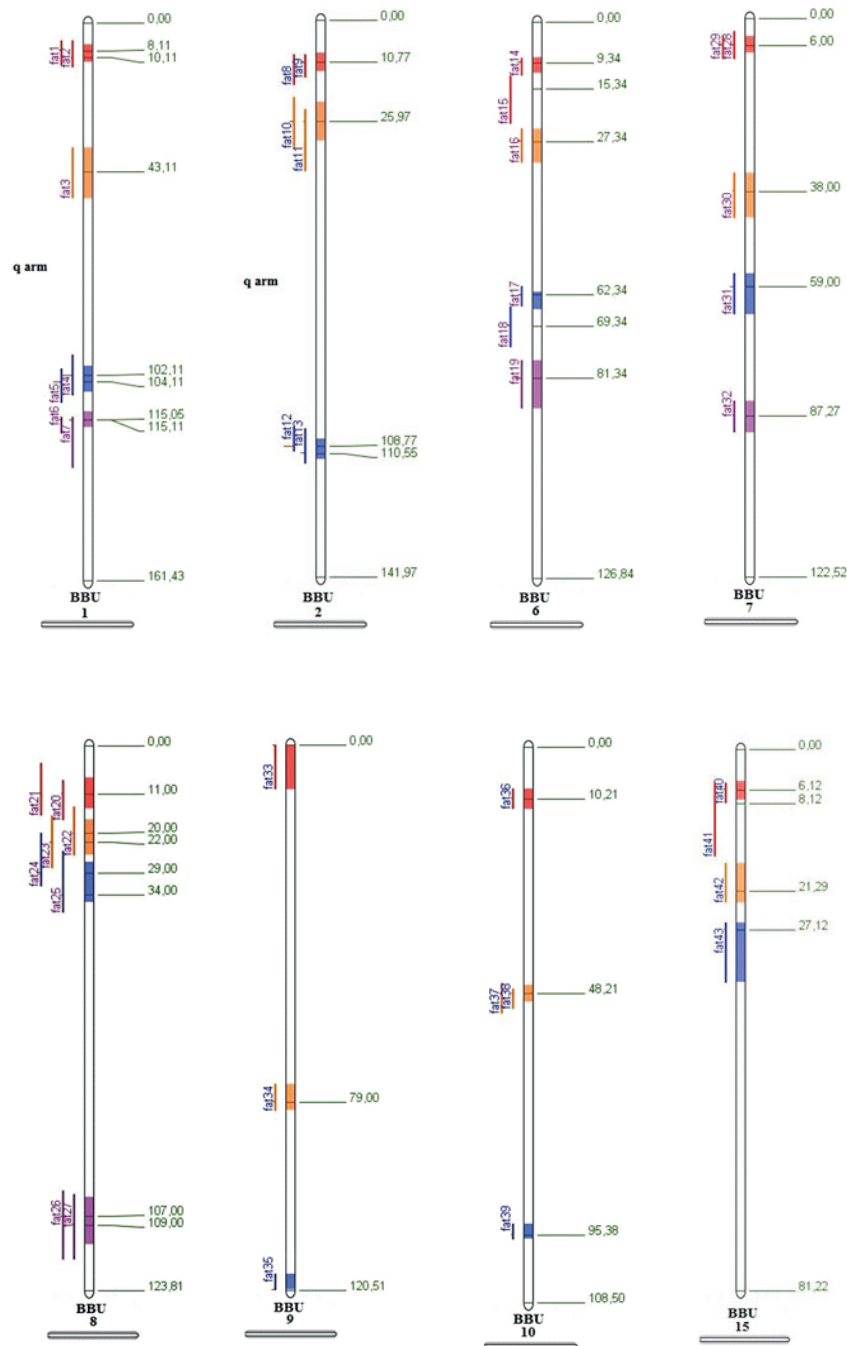 0,00
fat1
fat2
8,11
10,11
fat3
43,11
q arm
fat5
fat4
102,11
104,11
fat6
fat7
115,05
115,11
161,43
BBU
1
0,00
fat8
fat9
10,77
fat10
fat11
25,97
q arm
fat12
fat13
108,77
110,55
141,97
BBU
2
0,00
fat14
9,34
fat15
15,34
fat16
27,34
fat17
62,34
fat18
69,34
fat19
81,34
126,84
BBU
6
0,00
fat29
fat28
6,00
fat30
38,00
fat31
59,00
fat32
87,27
122,52
BBU
7
0,00
fat21
fat20
11,00
fat24
fat23
fat22
20,00
22,00
fat25
29,00
34,00
fat26
fat27
107,00
109,00
123,81
BBU
8
0,00
fat33
fat34
79,00
fat35
120,51
BBU
9
0,00
fat36
10,21
fat37
fat38
48,21
fat39
95,38
108,50
BBU
10
0,00
fat40
6,12
8,12
fat41
fat42
21,29
fat43
27,12
81,22
BBU
15